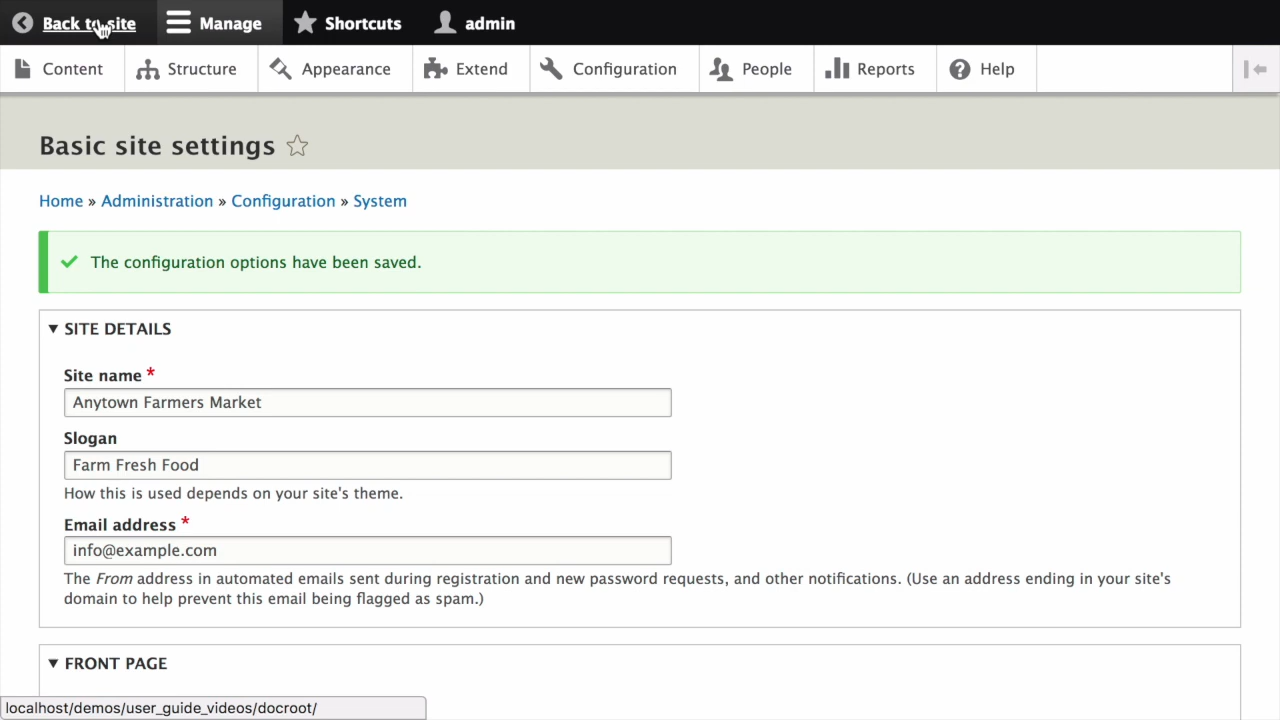 Back to site Manage Shortcuts admin
Content Structure Appearance Extend Configuration People Reports Help
Basic site settings
Home » Administration » Configuration » System
The configuration options have been saved.
SITE DETAILS
Site name *
Anytown Farmers Market
Slogan
Farm Fresh Food
How this is used depends on your site's theme.
Email address *
info@example.com
The From address in automated emails sent during registration and new password requests, and other notifications. (Use an address ending in your site's
domain to help prevent this email being flagged as spam.)
FRONT PAGE
localhost/demos/user_guide_videos/docroot/